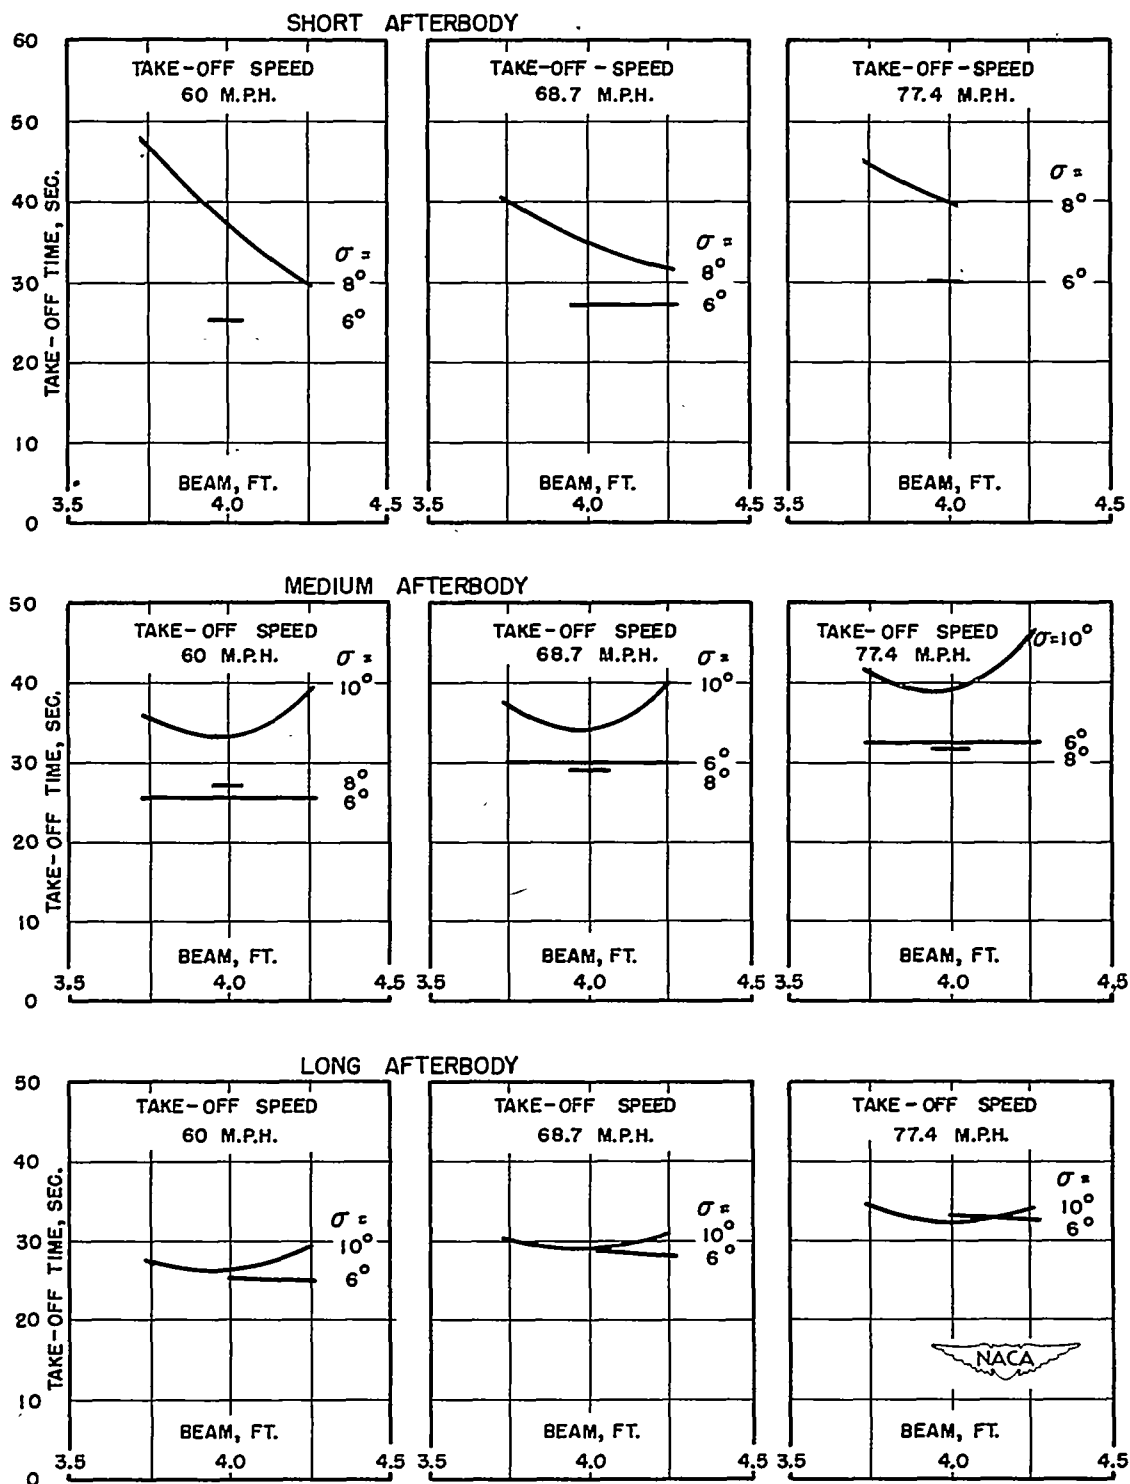 SHORT AFTERBODY
60
TAKE-OFF SPEED
60 M.P.H.
TAKE-OFF-SPEED
68.7 M.P.H.
TAKE-OFF-SPEED
77.4 M.P.H.
50
40
30
20
10
0
TAKE-OFF TIME, SEC.
σ =
8°
6°
σ =
8°
6°
σ =
8°
6°
BEAM, FT.
BEAM, FT.
BEAM, FT.
3.5 4.0 4.5 3.5 4.0 4.5 3.5 4.0 4.5
MEDIUM AFTERBODY
50
TAKE-OFF SPEED
60 M.P.H.
TAKE-OFF SPEED
68.7 M.P.H.
TAKE-OFF SPEED
77.4 M.P.H.
40
30
20
10
0
TAKE-OFF TIME, SEC.
σ =
10°
8°
6°
σ =
10°
6°
8°
σ=10°
6°
8°
BEAM, FT.
BEAM, FT.
BEAM, FT.
3.5 4.0 4.5 3.5 4.0 4.5 3.5 4.0 4.5
LONG AFTERBODY
50
TAKE-OFF SPEED
60 M.P.H.
TAKE-OFF SPEED
68.7 M.P.H.
TAKE-OFF SPEED
77.4 M.P.H.
40
30
20
10
0
TAKE-OFF TIME, SEC.
σ =
10°
6°
σ =
10°
6°
σ =
10°
6°
NACA
BEAM, FT.
BEAM, FT.
BEAM, FT.
3.5 4.0 4.5 3.5 4.0 4.5 3.5 4.0 4.5